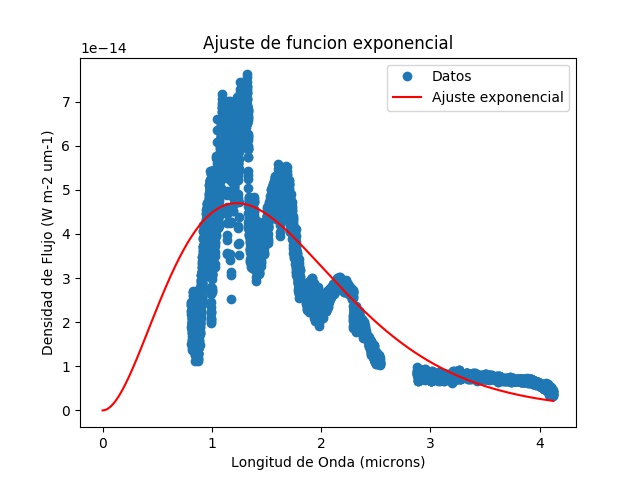 Ajuste de funcion exponencial
1e−14
Datos
Ajuste exponencial
7
6
5
4
3
2
1
0
Densidad de Flujo (W m-2 um-1)
0 1 2 3 4
Longitud de Onda (microns)